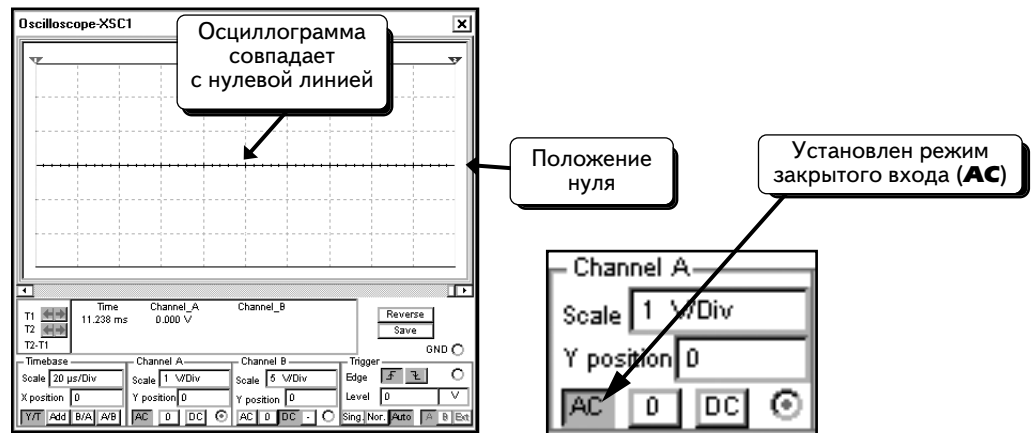 Oscilloscope-XSC1
Осциллограмма
совпадает
с нулевой линией
Положение
нуля
Установлен режим
закрытого входа (AC)
Time Channel_A Channel_B
T1 11.238 ms 0.000 V
T2
T2-T1
Reverse
Save
GND
Timebase
Scale 20 µs/Div
X position 0
Y/T Add B/A A/B
Channel A
Scale 1 V/Div
Y position 0
AC 0 DC
Channel B
Scale 5 V/Div
Y position 0
AC 0 DC -
Trigger
Edge
Level 0 V
Sing. Nor. Auto A B Ext
Channel A
Scale 1 V/Div
Y position 0
AC 0 DC